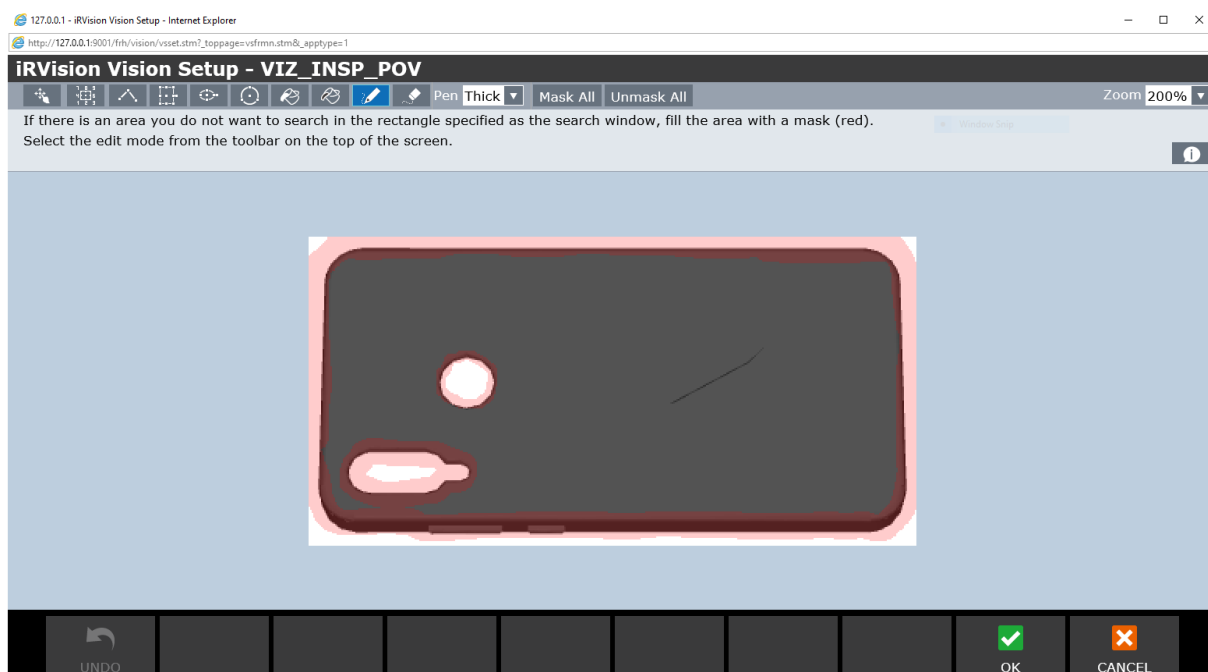 127.0.0.1 - iRVision Vision Setup - Internet Explorer
http://127.0.0.1:9001/frh/vision/vsset.stm?_toppage=vsfrmn.stm&_apptype=1
iRVision Vision Setup - VIZ_INSP_POV
Pen Thick Mask All Unmask All Zoom 200%
If there is an area you do not want to search in the rectangle specified as the search window, fill the area with a mask (red).
Window Snip
Select the edit mode from the toolbar on the top of the screen.
UNDO OK CANCEL